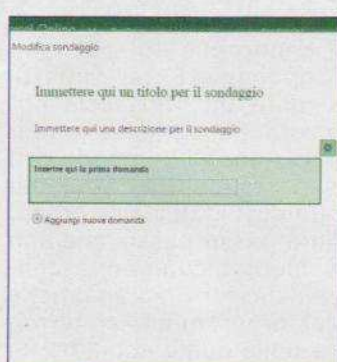 Modifica sondaggio
Immettere qui un titolo per il sondaggio
Immettere qui una descrizione per il sondaggio
Inserire qui la prima domanda
Aggiungi nuova domanda